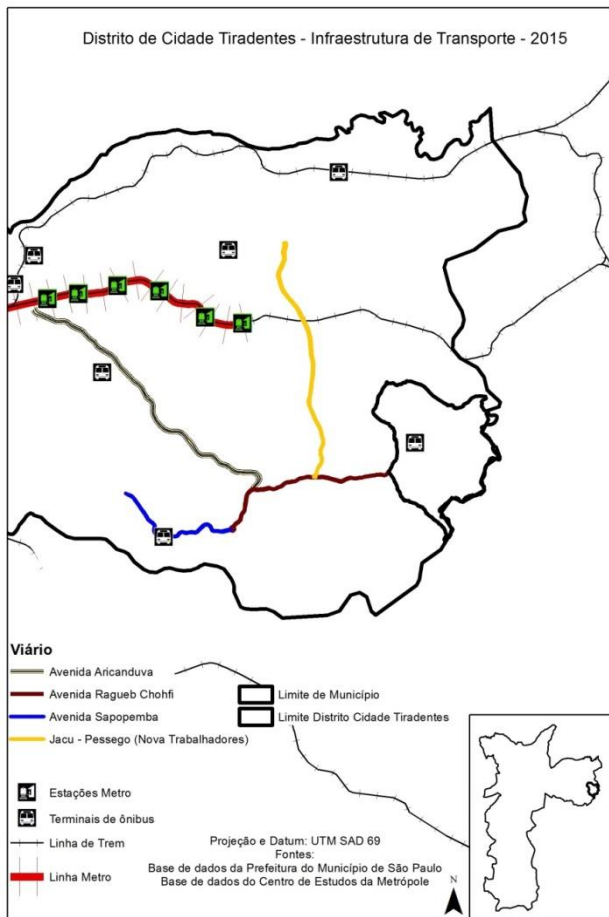 Distrito de Cidade Tiradentes - Infraestrutura de Transporte - 2015
Viário
Avenida Aricanduva
Avenida Ragueb Chohfi
Avenida Sapopemba
Jacu - Pessego (Nova Trabalhadores)
Limite de Município
Limite Distrito Cidade Tiradentes
Estações Metro
Terminais de ônibus
Linha de Trem
Linha Metro
Projeção e Datum: UTM SAD 69
Fontes:
Base de dados da Prefeitura do Município de São Paulo
Base de dados do Centro de Estudos da Metrópole
N